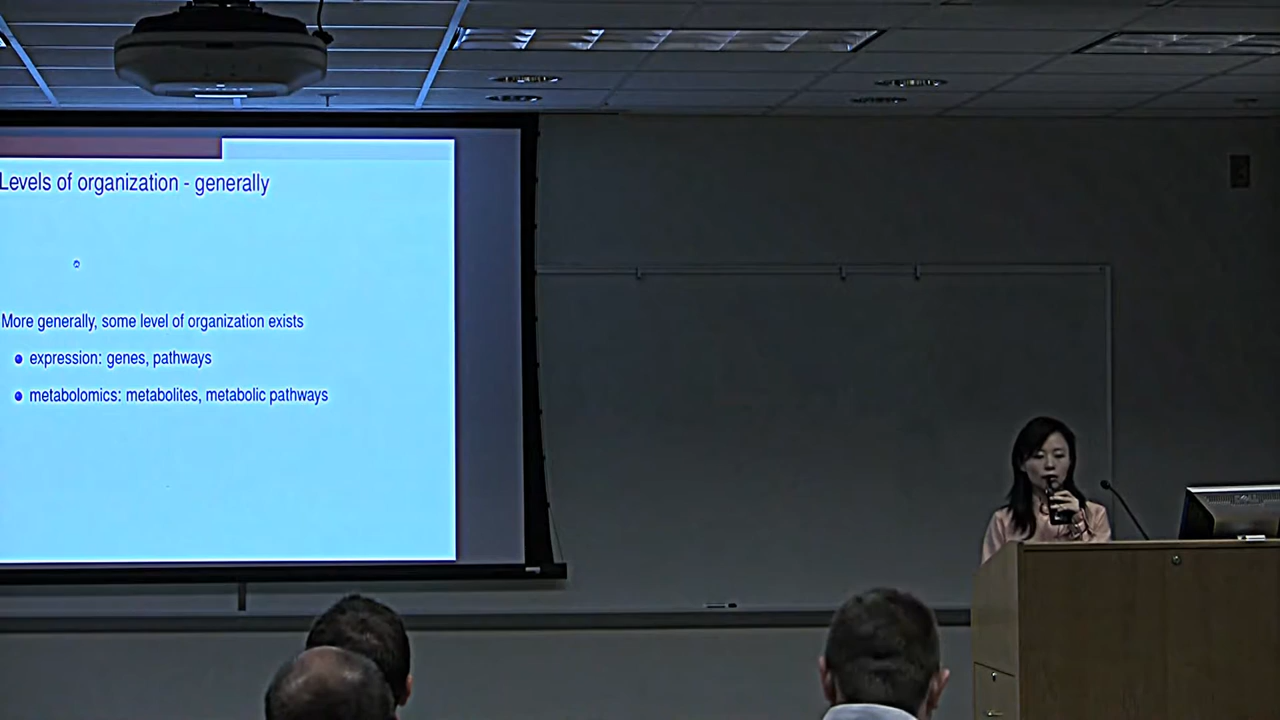 Levels of organization - generally
More generally, some level of organization exists
expression: genes, pathways
metabolomics: metabolites, metabolic pathways